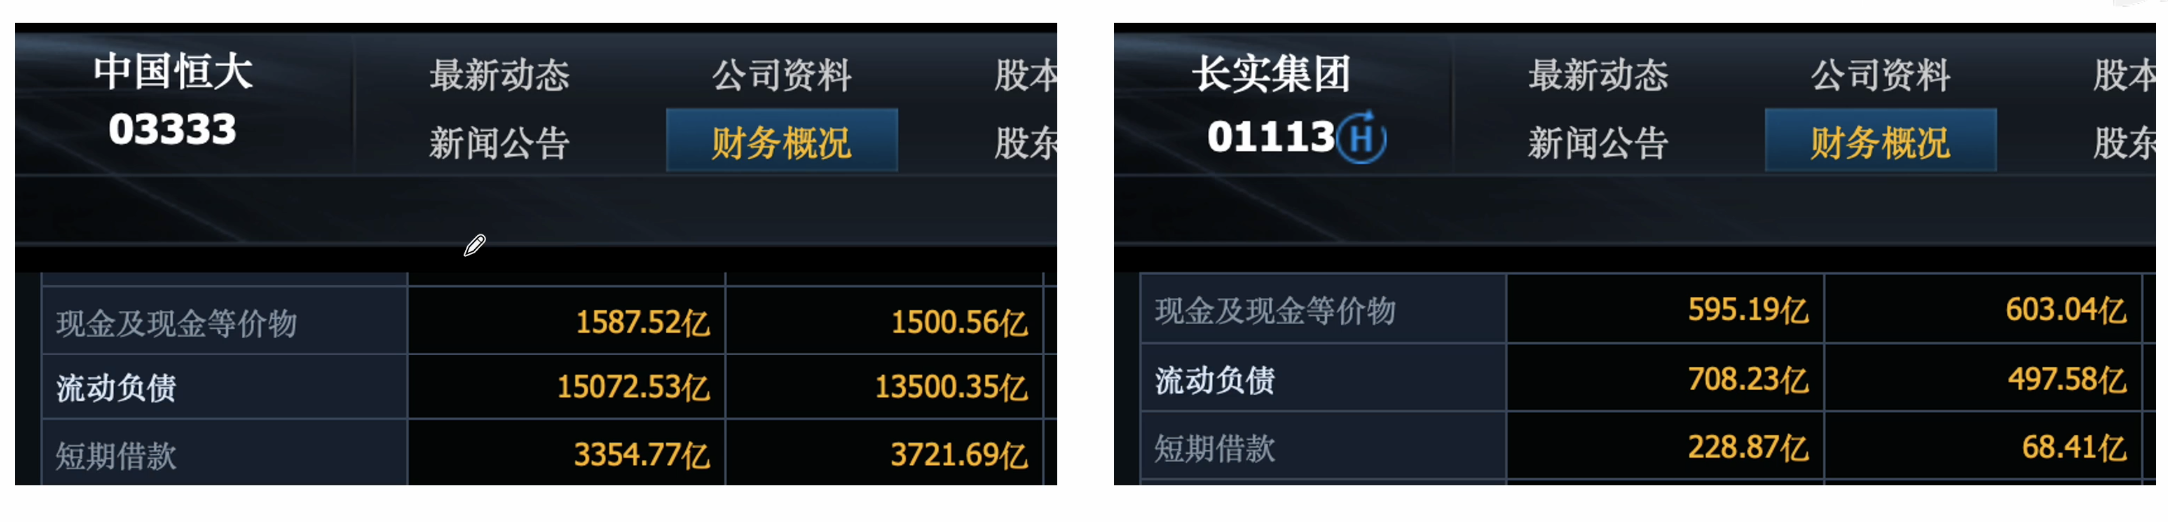 中国恒大
03333
最新动态 公司资料 股本
新闻公告 财务概况 股东
现金及现金等价物 1587.52亿 1500.56亿
流动负债 15072.53亿 13500.35亿
短期借款 3354.77亿 3721.69亿
长实集团
01113 H
最新动态 公司资料 股本
新闻公告 财务概况 股东
现金及现金等价物 595.19亿 603.04亿
流动负债 708.23亿 497.58亿
短期借款 228.87亿 68.41亿